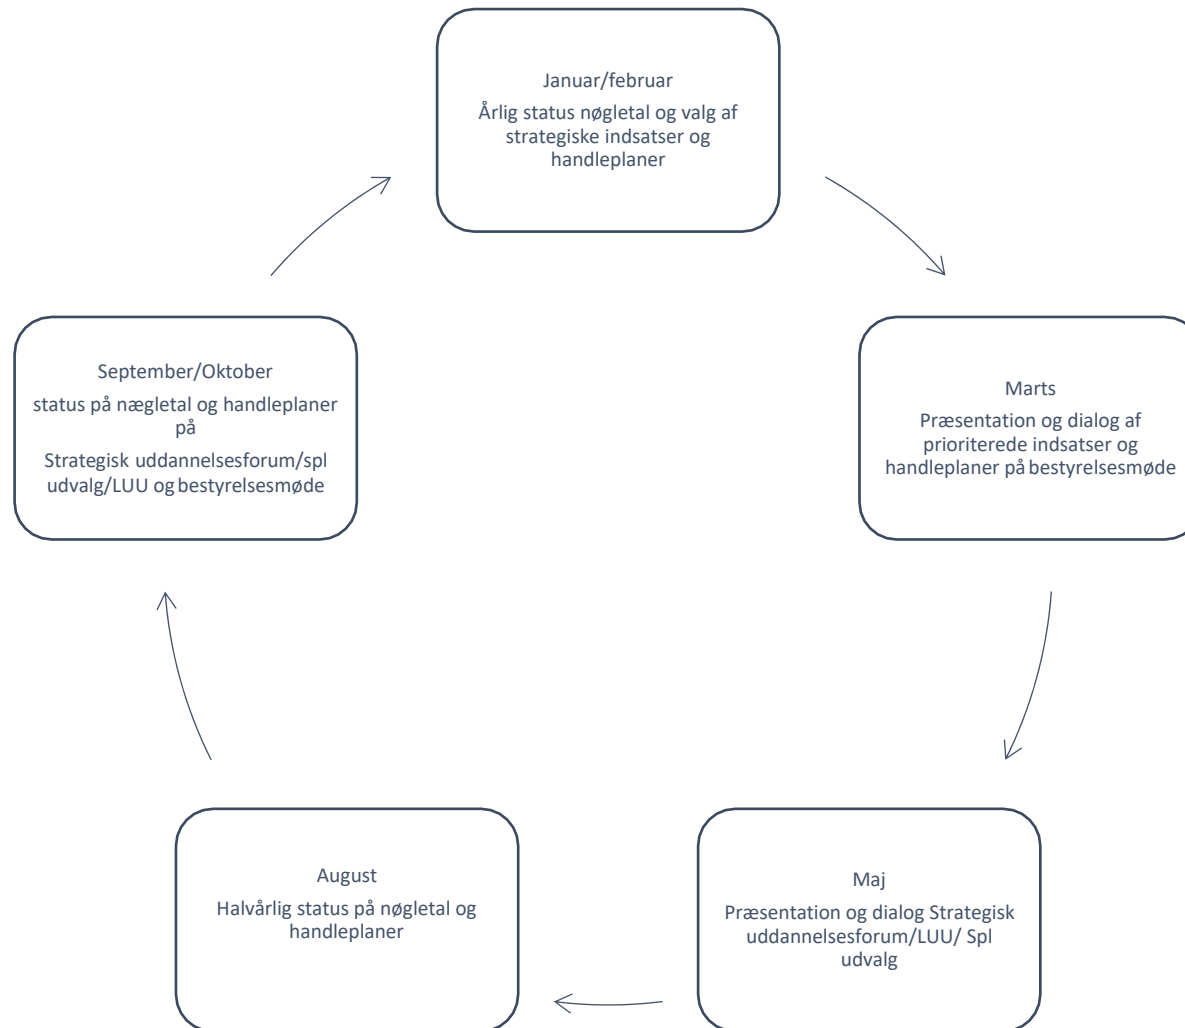 Januar/februar
Årlig status nøgletal og valg af
strategiske indsatser og
handleplaner
Marts
Præsentation og dialog af
prioriterede indsatser og
handleplaner på bestyrelsesmøde
Maj
Præsentation og dialog Strategisk
uddannelsesforum/LUU/ Spl
udvalg
August
Halvårlig status på nøgletal og
handleplaner
September/Oktober
status på nægletal og handleplaner
på
Strategisk uddannelsesforum/spl
udvalg/LUU og bestyrelsesmøde